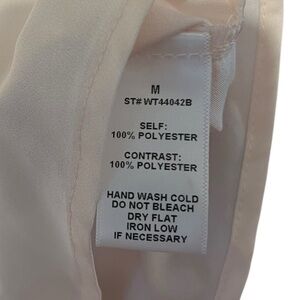 M
ST# WT44042B
SELF:
100% POLYESTER
CONTRAST:
100% POLYESTER
HAND WASH COLD
DO NOT BLEACH
DRY FLAT
IRON LOW
IF NECESSARY